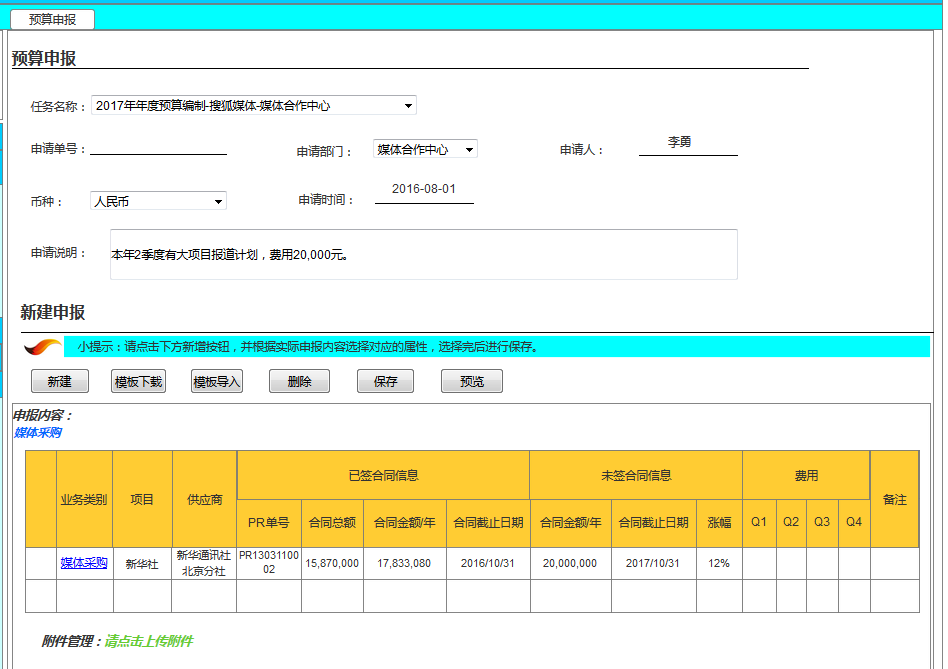 预算申报
预算申报
任务名称： 2017年年度预算编制-搜狐媒体-媒体合作中心
申请单号： 申请部门： 媒体合作中心 申请人： 李勇
币种： 人民币 申请时间： 2016-08-01
申请说明： 本年2季度有大项目报道计划，费用20,000元。
新建申报
小提示：请点击下方新增按钮，并根据实际申报内容选择对应的属性，选择完后进行保存。
新建 模板下载 模板导入 删除 保存 预览
申报内容：
媒体采购
业务类别 项目 供应商 已签合同信息 未签合同信息 费用 备注
PR单号 合同总额 合同金额/年 合同截止日期 合同金额/年 合同截止日期 涨幅 Q1 Q2 Q3 Q4
媒体采购 新华社 新华通讯社北京分社 PR1303110002 15,870,000 17,833,080 2016/10/31 20,000,000 2017/10/31 12%
附件管理：请点击上传附件